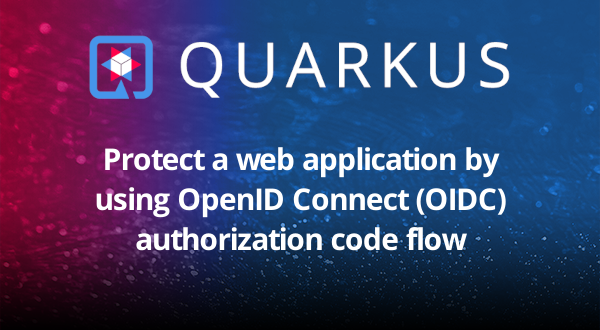 QUARKUS
Protect a web application by
using OpenID Connect (OIDC)
authorization code flow